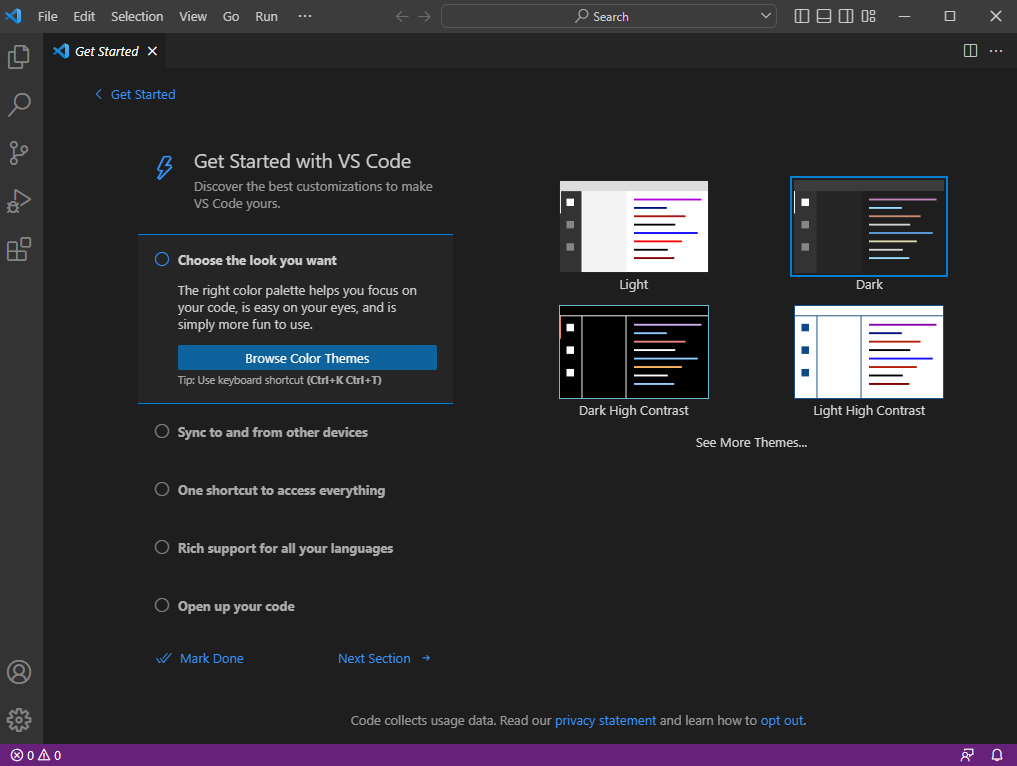 File Edit Selection View Go Run ···
Search
Get Started
Get Started
Get Started with VS Code
Discover the best customizations to make
VS Code yours.
Choose the look you want
The right color palette helps you focus on
your code, is easy on your eyes, and is
simply more fun to use.
Browse Color Themes
Tip: Use keyboard shortcut (Ctrl+K Ctrl+T)
Sync to and from other devices
One shortcut to access everything
Rich support for all your languages
Open up your code
Mark Done
Next Section
Light
Dark
Dark High Contrast
Light High Contrast
See More Themes...
Code collects usage data. Read our privacy statement and learn how to opt out.
0 0